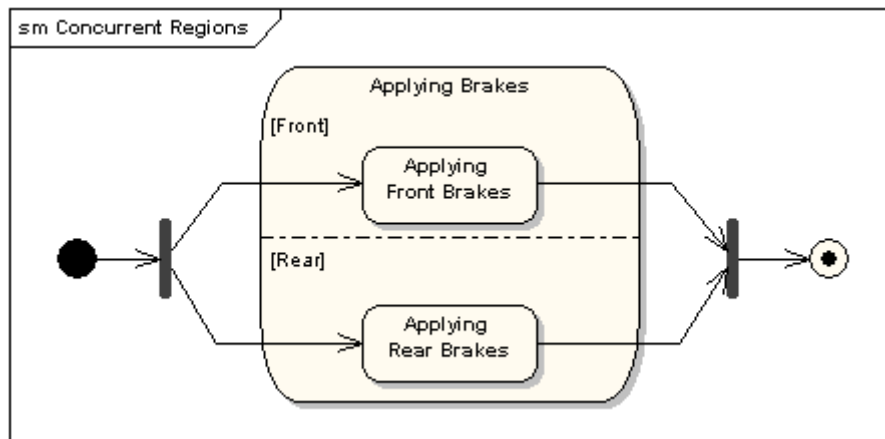 sm Concurrent Regions
Applying Brakes
[Front]
Applying
Front Brakes
[Rear]
Applying
Rear Brakes